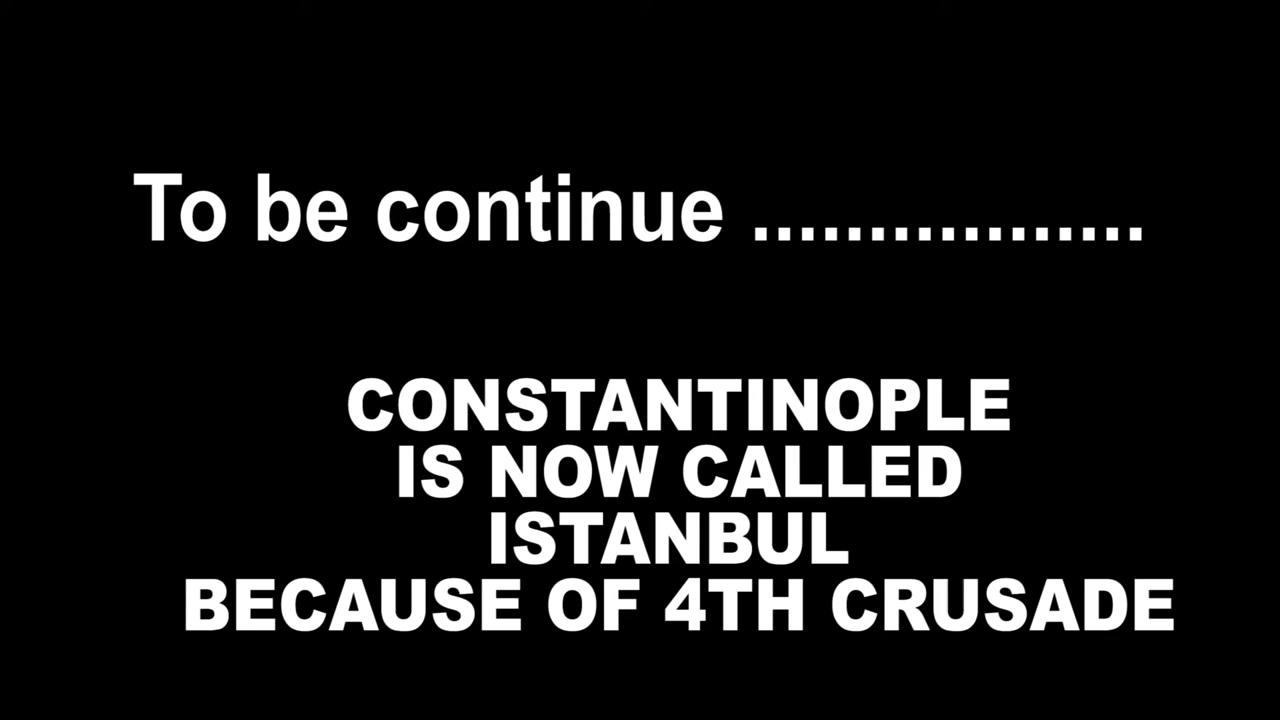 To be continue .................
CONSTANTINOPLE
IS NOW CALLED
ISTANBUL
BECAUSE OF 4TH CRUSADE